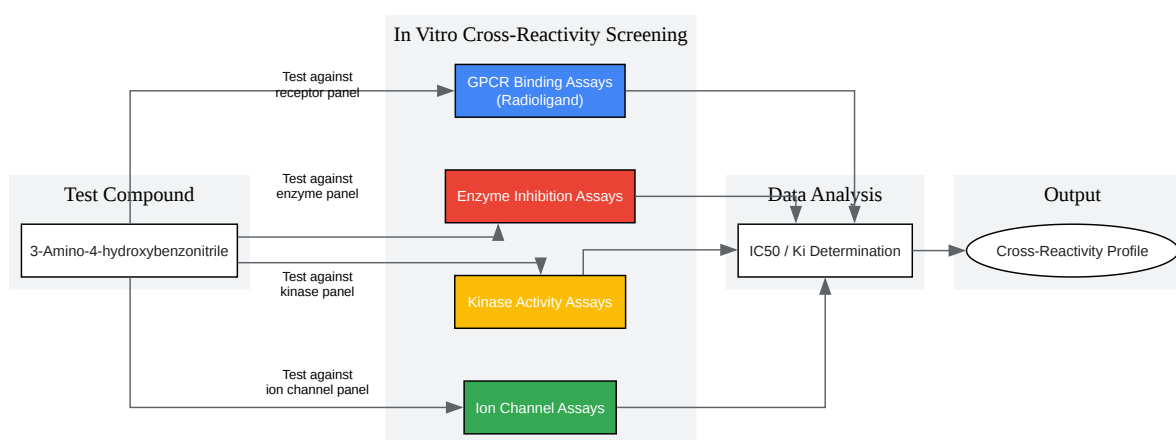 In Vitro Cross-Reactivity Screening
Test against
receptor panel
GPCR Binding Assays
(Radioligand)
Test against
enzyme panel
Test Compound
Enzyme Inhibition Assays
Data Analysis
Output
3-Amino-4-hydroxybenzonitrile
IC50 / Ki Determination
Cross-Reactivity Profile
Test against
kinase panel
Kinase Activity Assays
Test against
ion channel panel
Ion Channel Assays